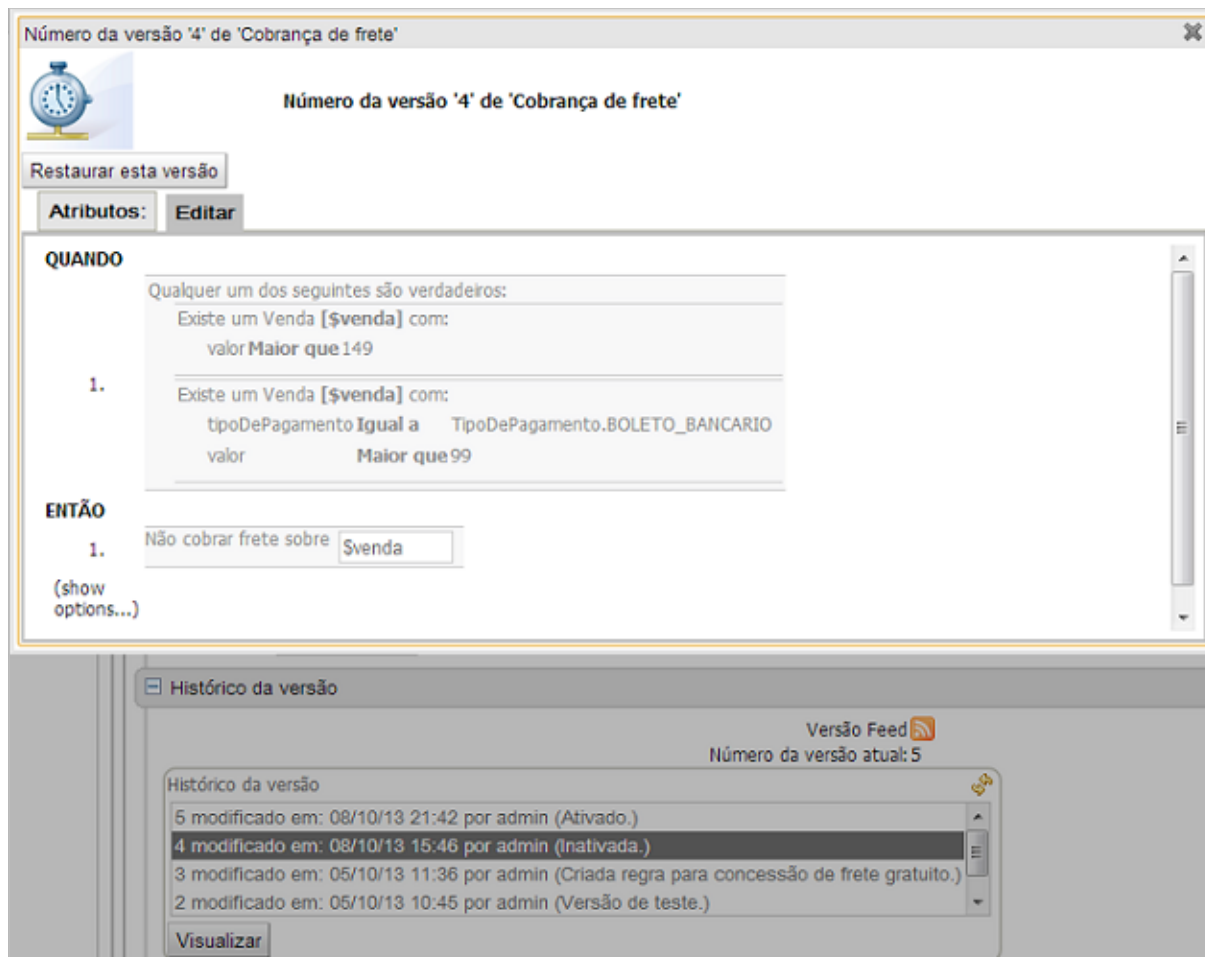 Número da versão '4' de 'Cobrança de frete'
Número da versão '4' de 'Cobrança de frete'
Restaurar esta versão
Atributos: Editar
QUANDO
Qualquer um dos seguintes são verdadeiros:
Existe um Venda [$venda] com:
valor Maior que 149
1.
Existe um Venda [$venda] com:
tipoDePagamento Igual a TipoDePagamento.BOLETO_BANCARIO
valor Maior que 99
ENTÃO
1. Não cobrar frete sobre $venda
(show
options...)
Histórico da versão
Versão Feed
Número da versão atual: 5
Histórico da versão
5 modificado em: 08/10/13 21:42 por admin (Ativado.)
4 modificado em: 08/10/13 15:46 por admin (Inativada.)
3 modificado em: 05/10/13 11:36 por admin (Criada regra para concessão de frete gratuito.)
2 modificado em: 05/10/13 10:45 por admin (Versão de teste.)
Visualizar